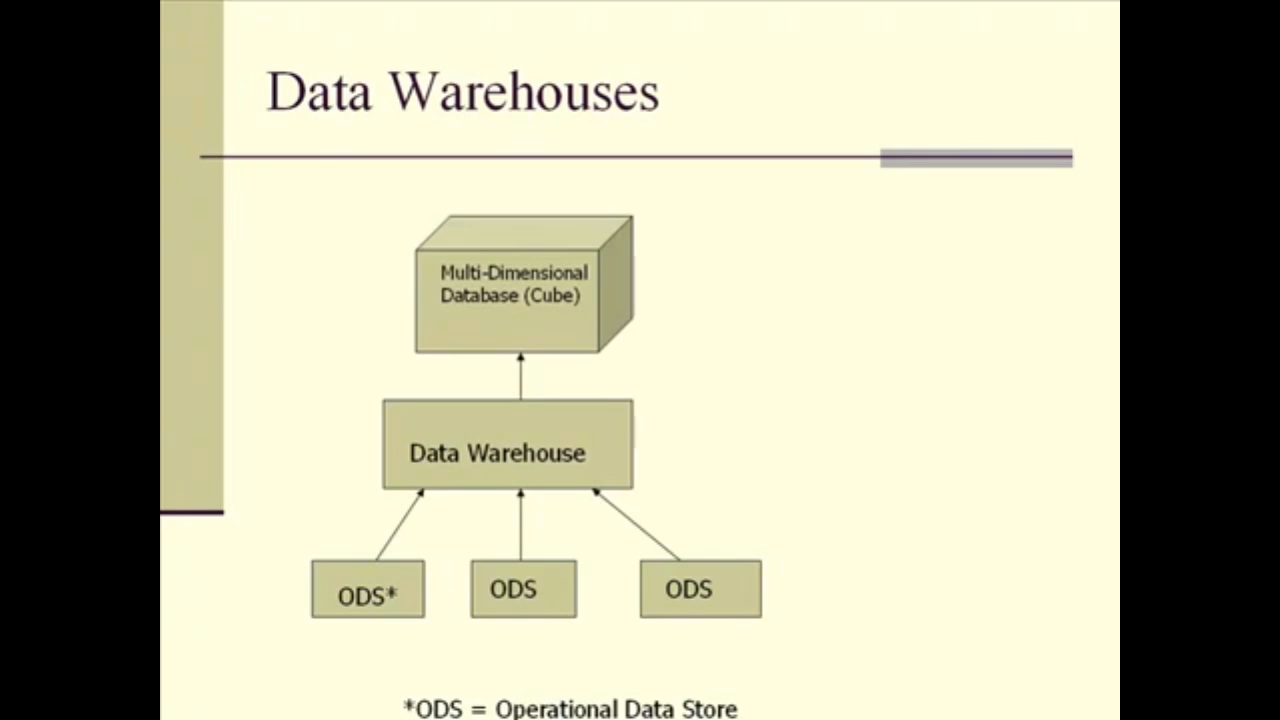 Data Warehouses
Multi-Dimensional
Database (Cube)
Data Warehouse
ODS*
ODS
ODS
*ODS = Operational Data Store